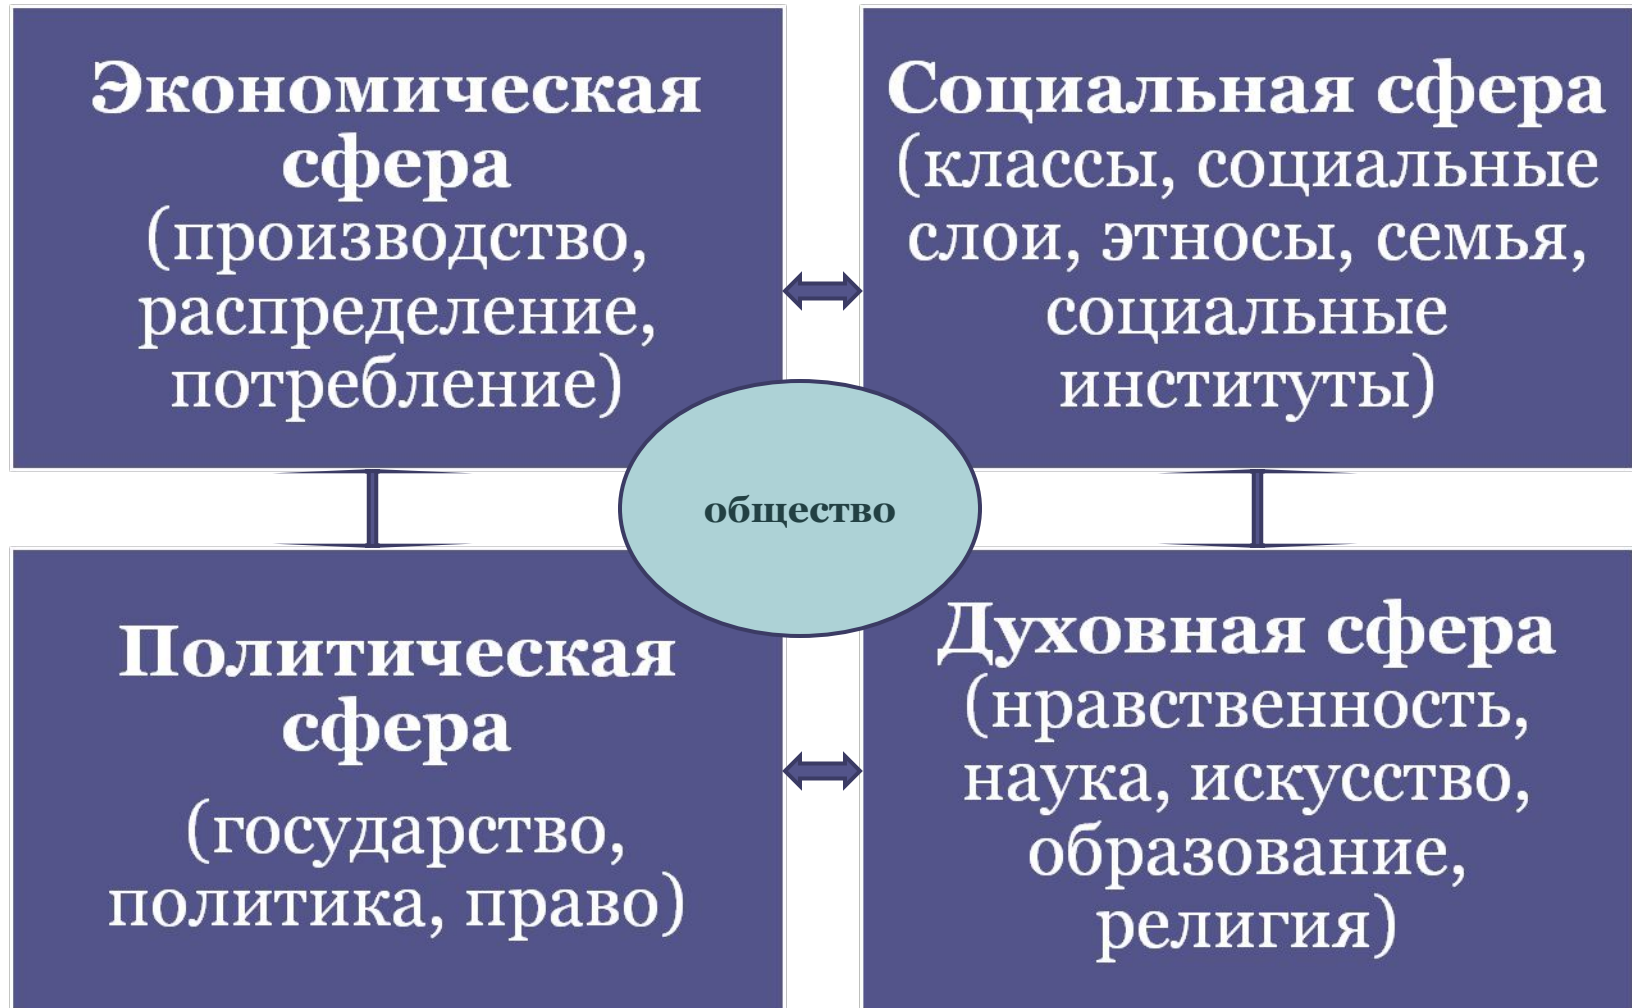 Экономическая
сфера
(производство,
распределение,
потребление)
Социальная сфера
(классы, социальные
слои, этносы, семья,
социальные
институты)
общество
Политическая
сфера
(государство,
политика, право)
Духовная сфера
(нравственность,
наука, искусство,
образование,
религия)